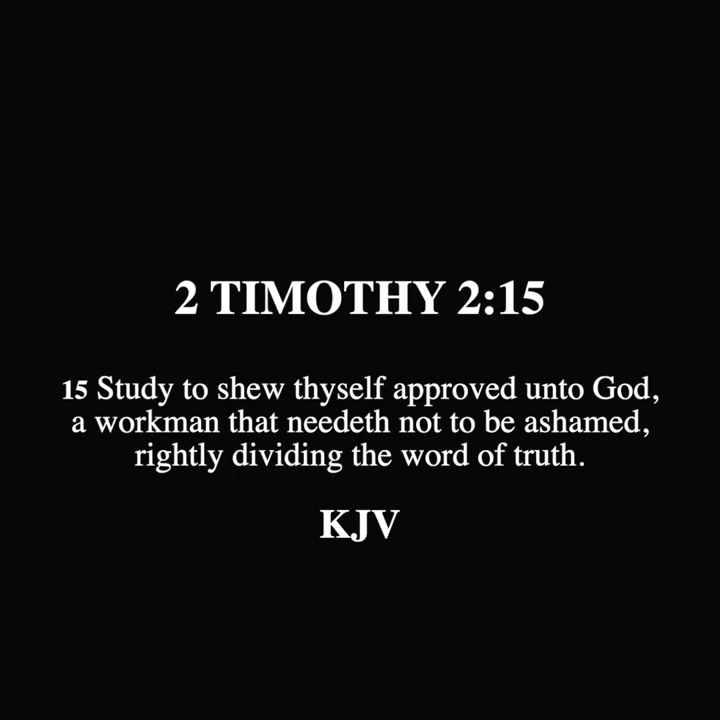 2 TIMOTHY 2:15
15 Study to shew thyself approved unto God,
a workman that needeth not to be ashamed,
rightly dividing the word of truth.
KJV